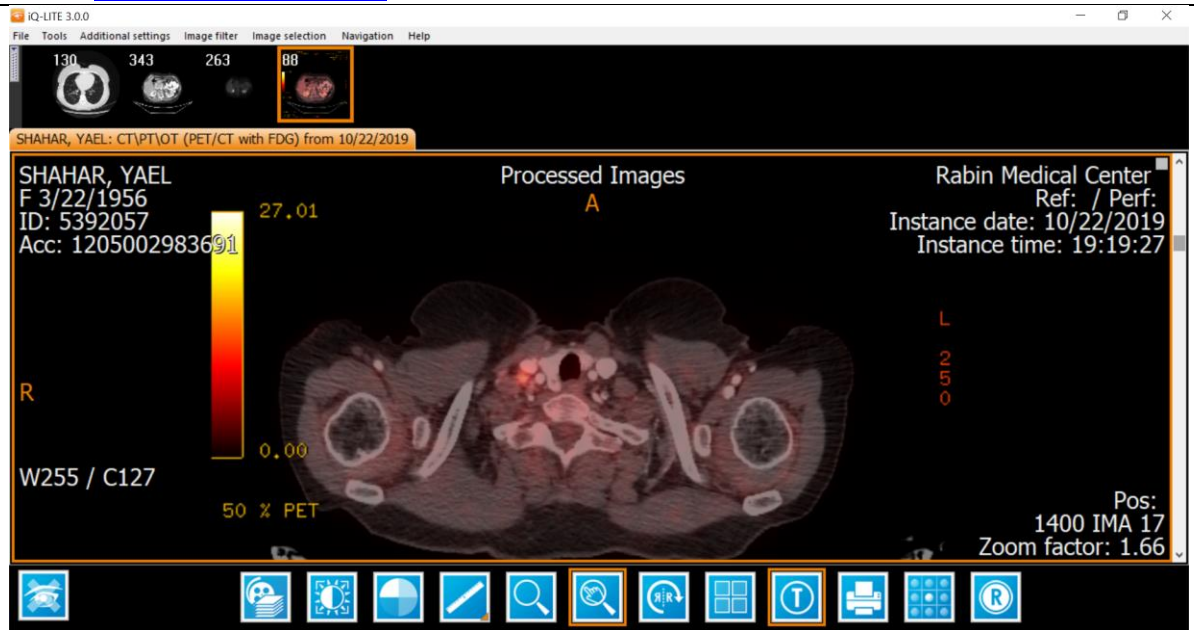 iQ-LITE 3.0.0
File Tools Additional settings Image filter Image selection Navigation Help
130 343 263 88
SHAHAR, YAEL: CT\PT\OT (PET/CT with FDG) from 10/22/2019
SHAHAR, YAEL
F 3/22/1956
ID: 5392057
Acc: 1205002983691
Processed Images
A
Rabin Medical Center
Ref: / Perf:
Instance date: 10/22/2019
Instance time: 19:19:27
27.01
L
2
5
0
R
0.00
W255 / C127
50 % PET
Pos:
1400 IMA 17
Zoom factor: 1.66
R R
T
R